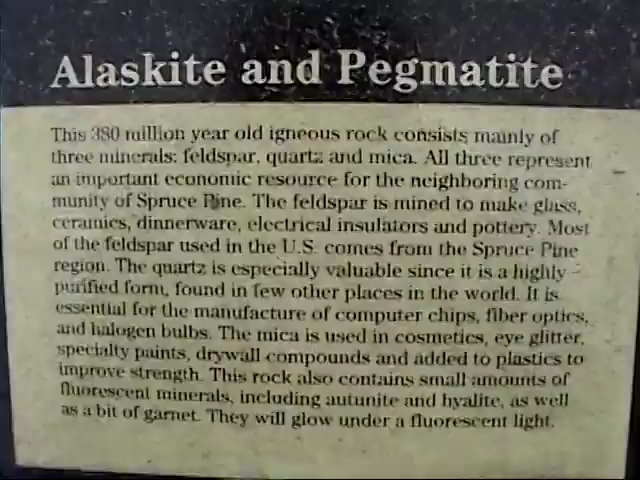 Alaskite and Pegmatite
This 380 million year old igneous rock consists mainly of
three minerals: feldspar, quartz and mica. All three represent
an important economic resource for the neighboring com-
munity of Spruce Pine. The feldspar is mined to make glass,
ceramics, dinnerware, electrical insulators and pottery. Most
of the feldspar used in the U.S. comes from the Spruce Pine
region. The quartz is especially valuable since it is a highly
purified form, found in few other places in the world. It is
essential for the manufacture of computer chips, fiber optics,
and halogen bulbs. The mica is used in cosmetics, eye glitter,
specialty paints, drywall compounds and added to plastics to
improve strength. This rock also contains small amounts of
fluorescent minerals, including autunite and hyalite, as well
as a bit of garnet. They will glow under a fluorescent light.